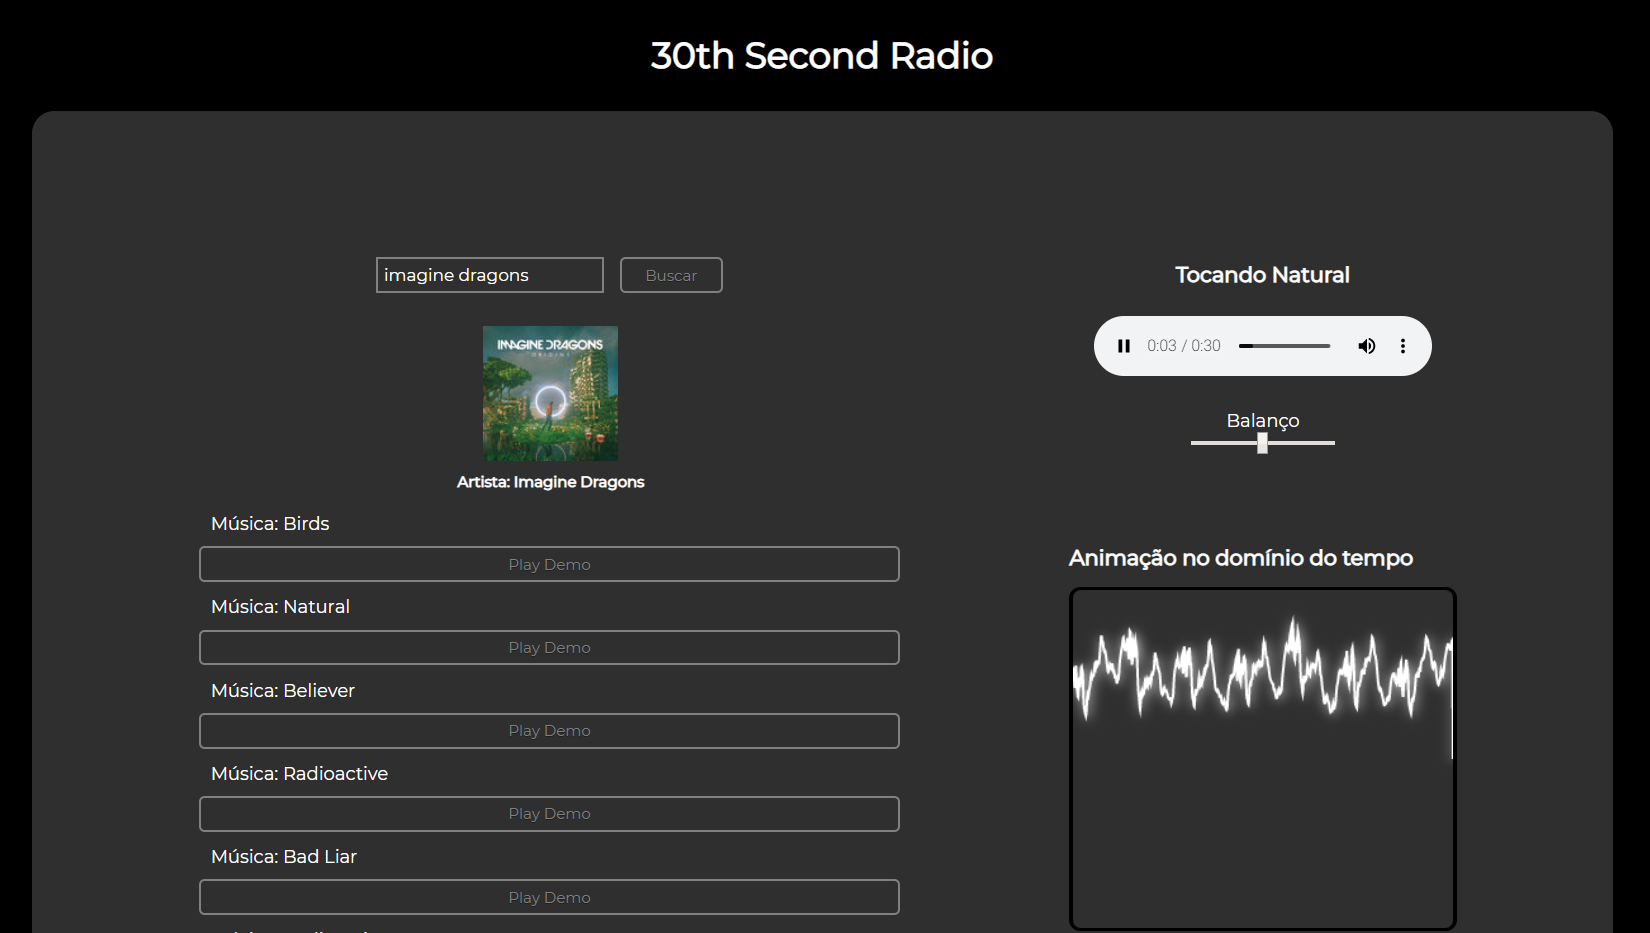 30th Second Radio
imagine dragons
Buscar
IMAGINE DRAGONS
ORIGINS
Artista: Imagine Dragons
Música: Birds
Play Demo
Música: Natural
Play Demo
Música: Believer
Play Demo
Música: Radioactive
Play Demo
Música: Bad Liar
Play Demo
Tocando Natural
0:03 / 0:30
Balanço
Animação no domínio do tempo